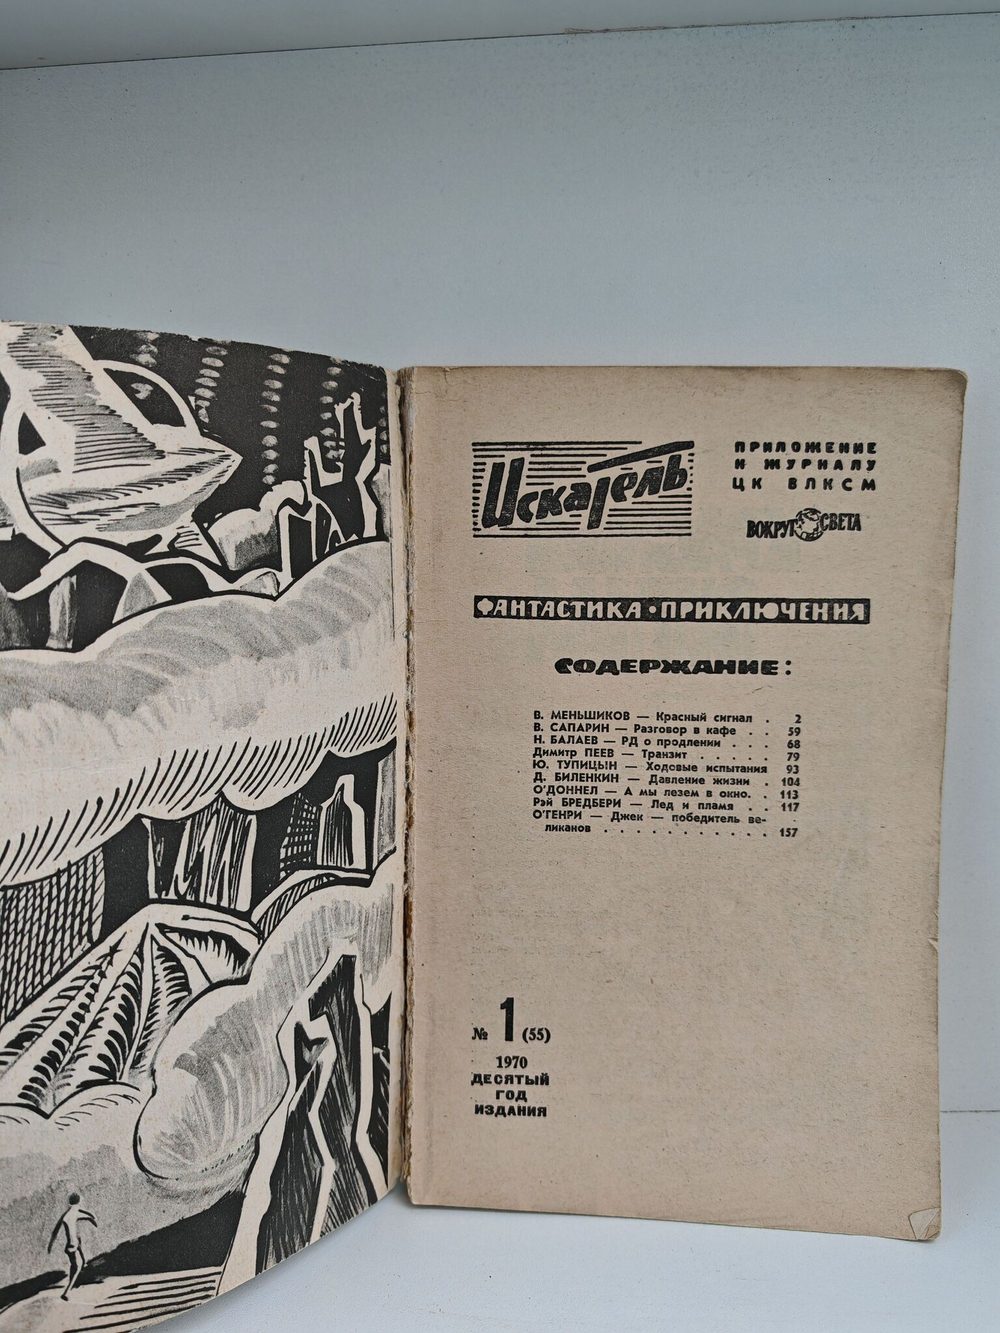 Искатель
ПРИЛОЖЕНИЕ
К ЖУРНАЛУ
ЦК ВЛКСМ
ВОКРУГ СВЕТА
ФАНТАСТИКА • ПРИКЛЮЧЕНИЯ
СОДЕРЖАНИЕ:
В. МЕНЬШИКОВ — Красный сигнал . 2
В. САПАРИН — Разговор в кафе . . 59
Н. БАЛАЕВ — РД о продлении . . . 68
Димитр ПЕЕВ — Транзит . . . . . 79
Ю. ТУПИЦЫН — Ходовые испытания 93
Д. БИЛЕНКИН — Давление жизни . 104
О'ДОННЕЛ — А мы лезем в окно. . 113
Рэй БРЕДБЕРИ — Лед и пламя . . 117
О'ГЕНРИ — Джек — победитель ве-
ликанов . . . . . . . . . . . 157
№ 1 (55)
1970
ДЕСЯТЫЙ
ГОД
ИЗДАНИЯ